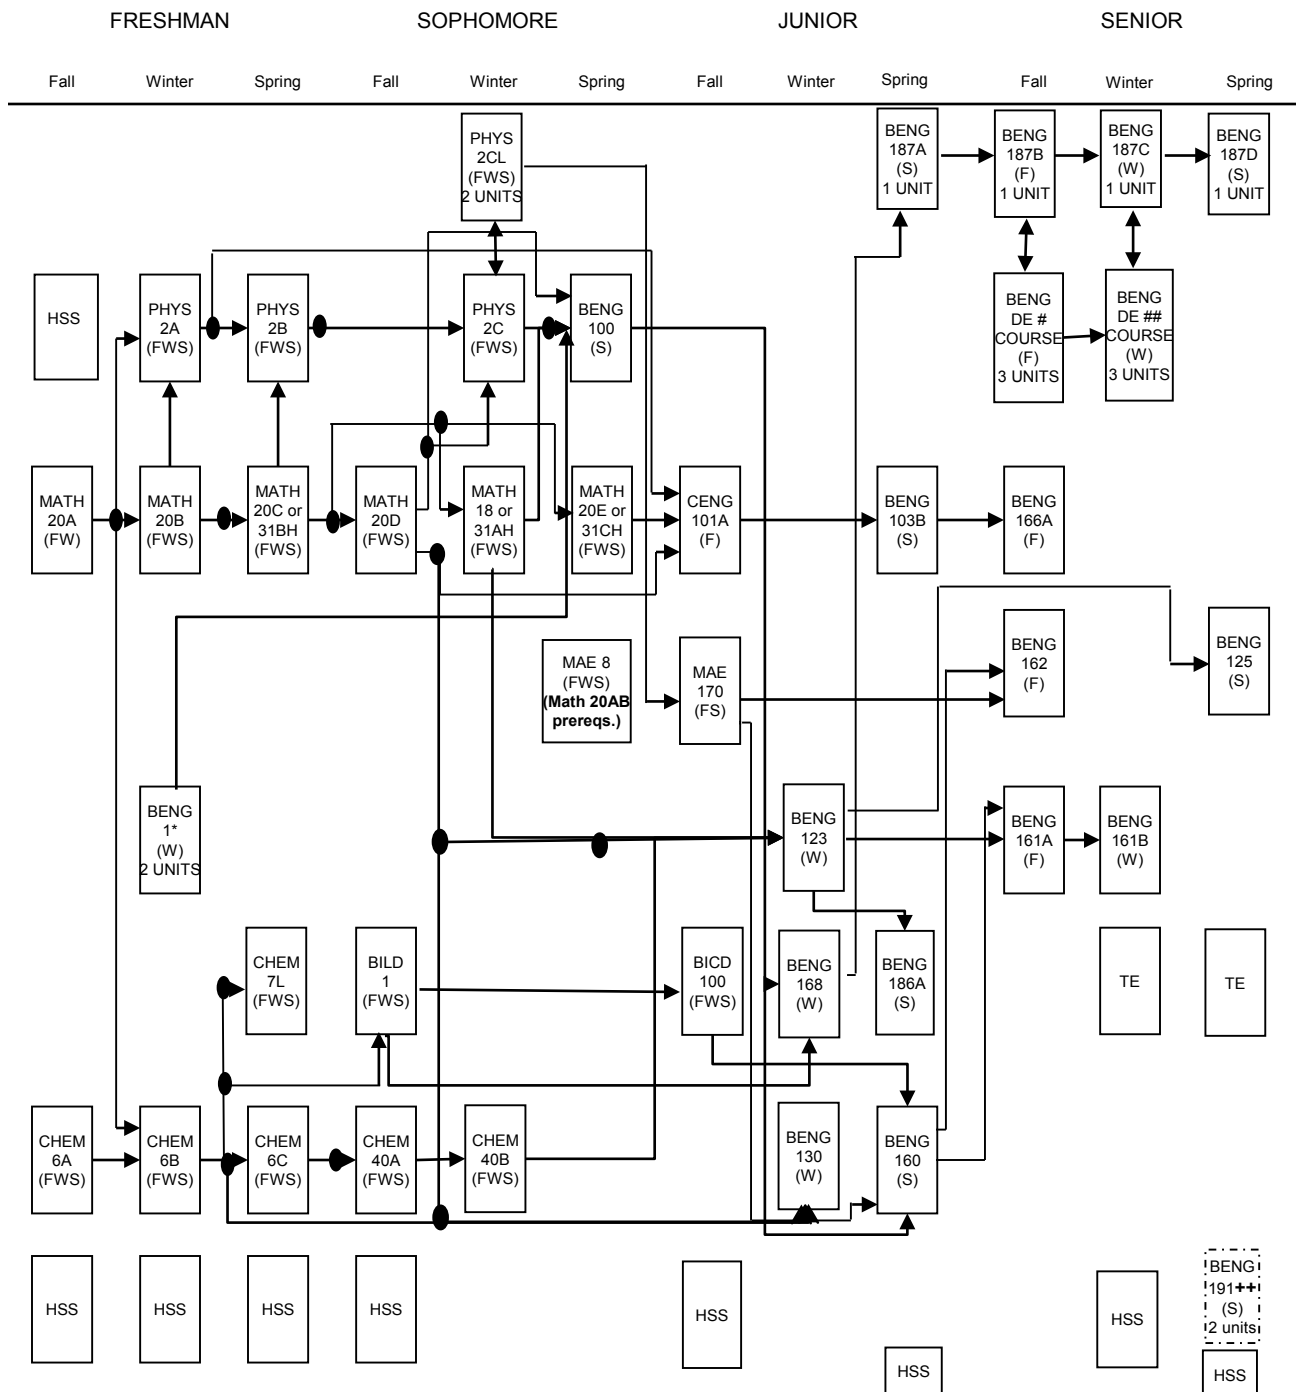 FRESHMAN SOPHOMORE JUNIOR SENIOR
Fall Winter Spring Fall Winter Spring Fall Winter Spring Fall Winter Spring
PHYS
2CL
(FWS)
2 UNITS
BENG
187A
(S)
1 UNIT
BENG
187B
(F)
1 UNIT
BENG
187C
(W)
1 UNIT
BENG
187D
(S)
1 UNIT
HSS
PHYS
2A
(FWS)
PHYS
2B
(FWS)
PHYS
2C
(FWS)
BENG
100
(S)
BENG
DE #
COURSE
(F)
3 UNITS
BENG
DE ##
COURSE
(W)
3 UNITS
MATH
20A
(FW)
MATH
20B
(FWS)
MATH
20C or
31BH
(FWS)
MATH
20D
(FWS)
MATH
18 or
31AH
(FWS)
MATH
20E or
31CH
(FWS)
CENG
101A
(F)
BENG
103B
(S)
BENG
166A
(F)
MAE 8
(FWS)
(Math 20AB
prereqs.)
MAE
170
(FS)
BENG
162
(F)
BENG
125
(S)
BENG
1*
(W)
2 UNITS
BENG
123
(W)
BENG
161A
(F)
BENG
161B
(W)
CHEM
7L
(FWS)
BILD
1
(FWS)
BICD
100
(FWS)
BENG
168
(W)
BENG
186A
(S)
TE
TE
CHEM
6A
(FWS)
CHEM
6B
(FWS)
CHEM
6C
(FWS)
CHEM
40A
(FWS)
CHEM
40B
(FWS)
BENG
130
(W)
BENG
160
(S)
HSS
HSS
HSS
HSS
HSS
HSS
HSS
BENG
191++
(S)
2 units
HSS